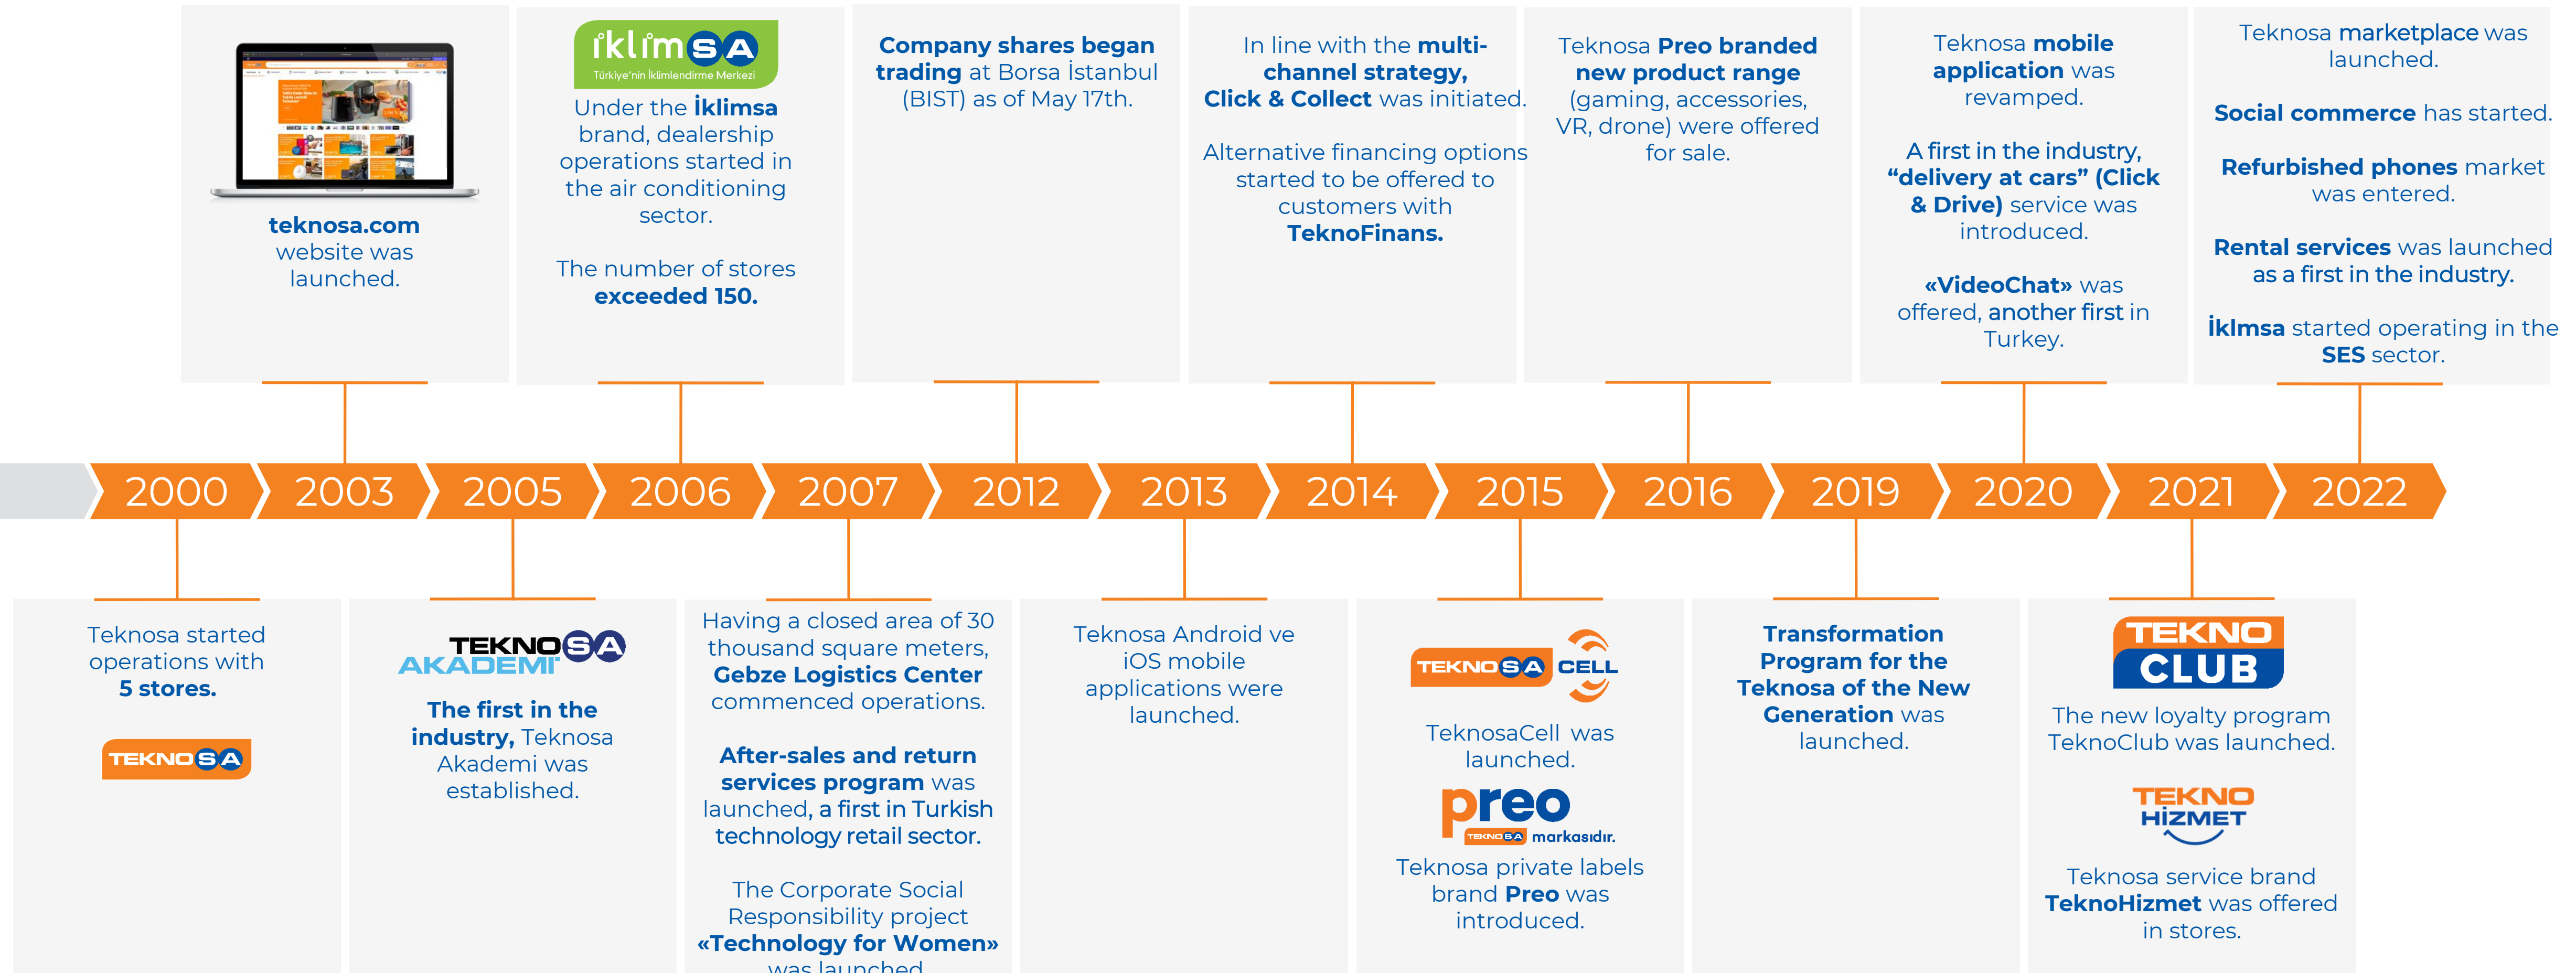 teknosa.com
website was
launched.
iklimSA
Türkiye'nin İklimlendirme Merkezi
Under the İklimsa
brand, dealership
operations started in
the air conditioning
sector.
The number of stores
exceeded 150.
Company shares began
trading at Borsa İstanbul
(BIST) as of May 17th.
In line with the multi-
channel strategy,
Click & Collect was initiated.
Alternative financing options
started to be offered to
customers with
TeknoFinans.
Teknosa Preo branded
new product range
(gaming, accessories,
VR, drone) were offered
for sale.
Teknosa mobile
application was
revamped.
A first in the industry,
“delivery at cars” (Click
& Drive) service was
introduced.
«VideoChat» was
offered, another first in
Turkey.
Teknosa marketplace was
launched.
Social commerce has started.
Refurbished phones market
was entered.
Rental services was launched
as a first in the industry.
İklmsa started operating in the
SES sector.
2000
2003
2005
2006
2007
2012
2013
2014
2015
2016
2019
2020
2021
2022
Teknosa started
operations with
5 stores.
TEKNOSA
TEKNOSA
AKADEMİ
The first in the
industry, Teknosa
Akademi was
established.
Having a closed area of 30
thousand square meters,
Gebze Logistics Center
commenced operations.
After-sales and return
services program was
launched, a first in Turkish
technology retail sector.
The Corporate Social
Responsibility project
«Technology for Women»
was launched
Teknosa Android ve
iOS mobile
applications were
launched.
TEKNOSA CELL
TeknosaCell was
launched.
preo
TEKNOSA markasıdır.
Teknosa private labels
brand Preo was
introduced.
Transformation
Program for the
Teknosa of the New
Generation was
launched.
TEKNO
CLUB
The new loyalty program
TeknoClub was launched.
TEKNO
HİZMET
Teknosa service brand
TeknoHizmet was offered
in stores.